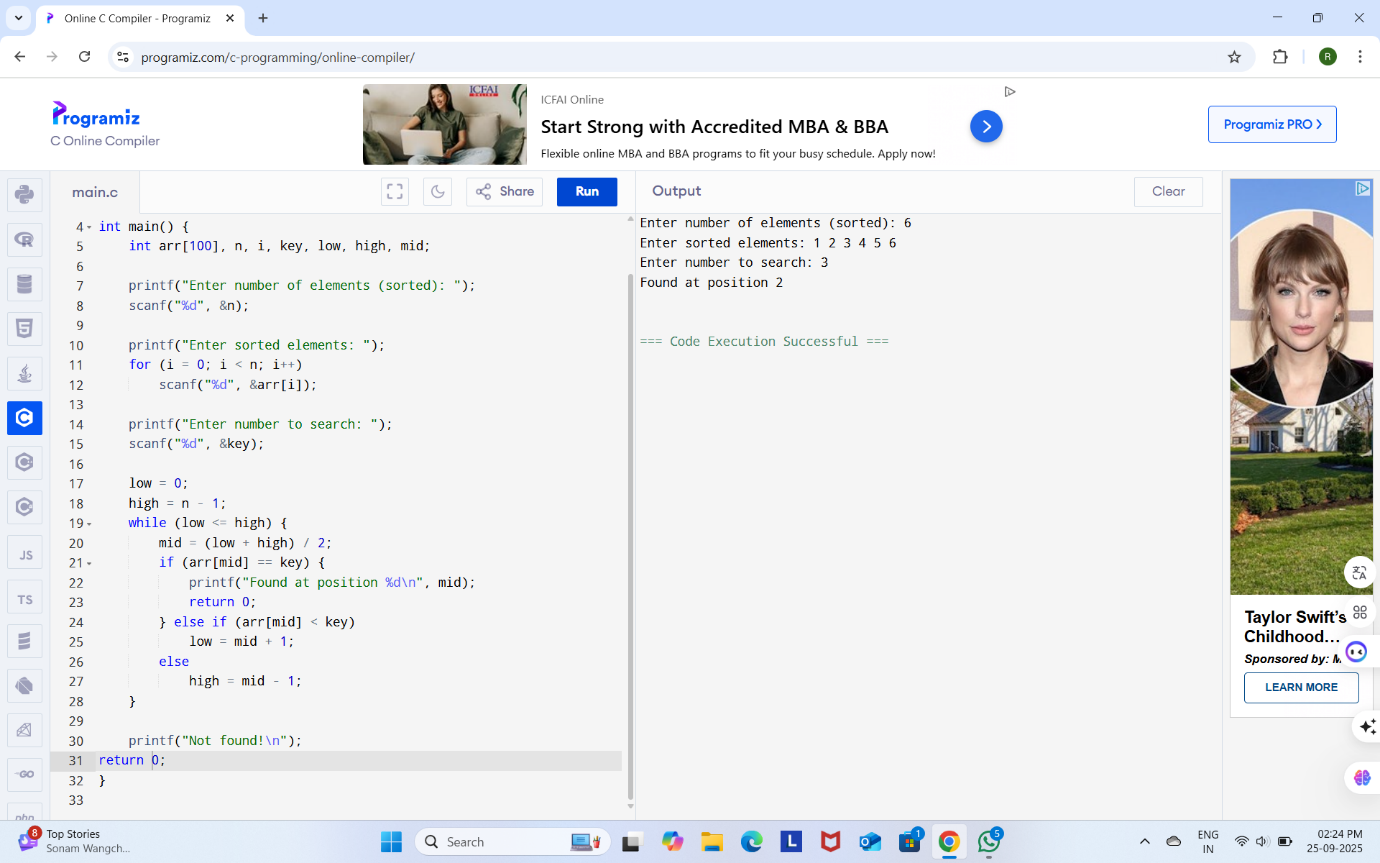 Online C Compiler - Programiz
programiz.com/c-programming/online-compiler/
R
Programiz
C Online Compiler
ICFAI
ONLINE
ICFAI Online
Start Strong with Accredited MBA & BBA
Flexible online MBA and BBA programs to fit your busy schedule. Apply now!
Programiz PRO
main.c
Share
Run
Output
Clear
4 int main() {
5 int arr[100], n, i, key, low, high, mid;
6
7 printf("Enter number of elements (sorted): ");
8 scanf("%d", &n);
9
10 printf("Enter sorted elements: ");
11 for (i = 0; i < n; i++)
12 scanf("%d", &arr[i]);
13
14 printf("Enter number to search: ");
15 scanf("%d", &key);
16
17 low = 0;
18 high = n - 1;
19 while (low <= high) {
20 mid = (low + high) / 2;
21 if (arr[mid] == key) {
22 printf("Found at position %d\n", mid);
23 return 0;
24 } else if (arr[mid] < key)
25 low = mid + 1;
26 else
27 high = mid - 1;
28 }
29
30 printf("Not found!\n");
31 return 0;
32 }
33
Enter number of elements (sorted): 6
Enter sorted elements: 1 2 3 4 5 6
Enter number to search: 3
Found at position 2
=== Code Execution Successful ===
JS
TS
GO
php
Taylor Swift's
Childhood...
Sponsored by: M
LEARN MORE
8
Top Stories
Sonam Wangch...
Search
L
1
5
ENG
IN
02:24 PM
25-09-2025